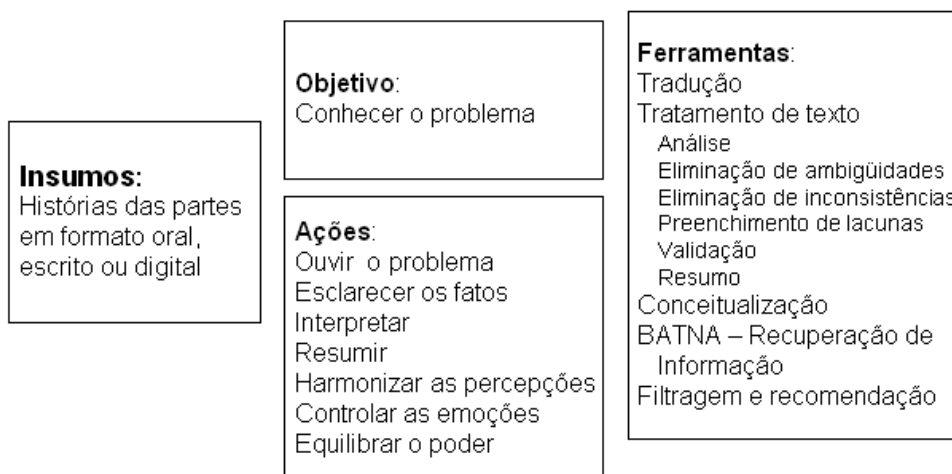 Insumos:
Histórias das partes
em formato oral,
escrito ou digital
Objetivo:
Conhecer o problema
Ações:
Ouvir o problema
Esclarecer os fatos
Interpretar
Resumir
Harmonizar as percepções
Controlar as emoções
Equilibrar o poder
Ferramentas:
Tradução
Tratamento de texto
Análise
Eliminação de ambigüidades
Eliminação de inconsistências
Preenchimento de lacunas
Validação
Resumo
Conceitualização
BATNA – Recuperação de
Informação
Filtragem e recomendação